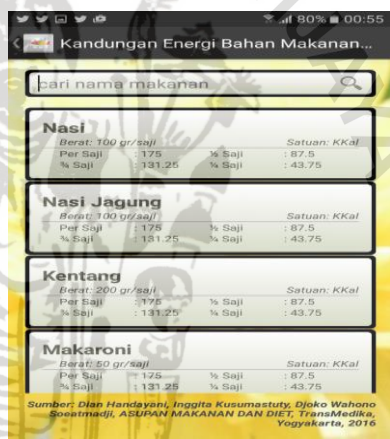 80% 00:55
Kandungan Energi Bahan Makanan...
cari nama makanan
Nasi
Berat: 100 gr/saji Satuan: KKal
Per Saji : 175 ½ Saji : 87.5
¾ Saji : 131.25 ¼ Saji : 43.75
Nasi Jagung
Berat: 100 gr/saji Satuan: KKal
Per Saji : 175 ½ Saji : 87.5
¾ Saji : 131.25 ¼ Saji : 43.75
Kentang
Berat: 200 gr/saji Satuan: KKal
Per Saji : 175 ½ Saji : 87.5
¾ Saji : 131.25 ¼ Saji : 43.75
Makaroni
Berat: 50 gr/saji Satuan: KKal
Per Saji : 175 ½ Saji : 87.5
¾ Saji : 131.25 ¼ Saji : 43.75
Sumber: Dian Handayani, Inggita Kusumastuty, Djoko Wahono
Soeatmadji, ASUPAN MAKANAN DAN DIET, TransMedika,
Yogyakarta, 2016